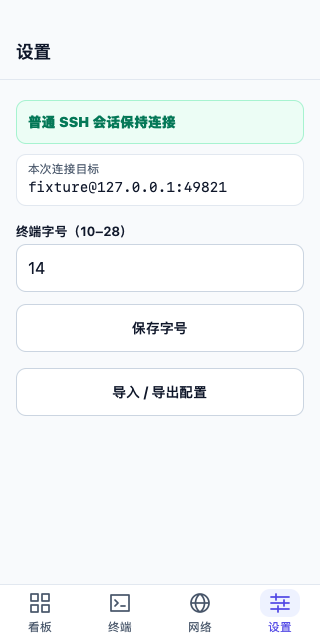 设置
普通 SSH 会话保持连接
本次连接目标
fixture@127.0.0.1:49821
终端字号（10–28）
14
保存字号
导入 / 导出配置
看板 终端 网络 设置